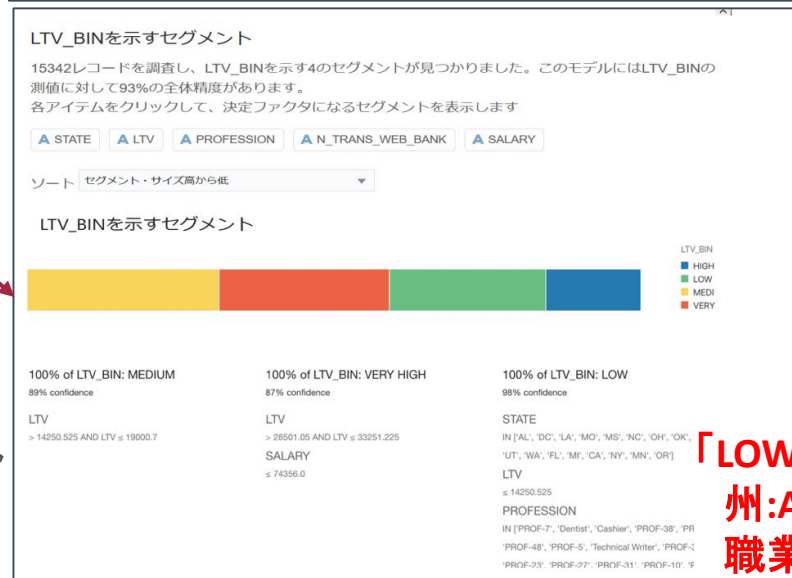 LTV_BINを示すセグメント
15342レコードを調査し、LTV_BINを示す4のセグメントが見つかりました。このモデルにはLTV_BINの
測値に対して93%の全体精度があります。
各アイテムをクリックして、決定ファクタになるセグメントを表示します
A STATE A LTV A PROFESSION A N_TRANS_WEB_BANK A SALARY
ソート セグメント・サイズ高から低
LTV_BINを示すセグメント
LTV_BIN
HIGH
LOW
MEDI
VERY
100% of LTV_BIN: MEDIUM
89% confidence
LTV
> 14250.525 AND LTV ≤ 19000.7
100% of LTV_BIN: VERY HIGH
87% confidence
LTV
> 28501.05 AND LTV ≤ 33251.225
SALARY
≤ 74356.0
100% of LTV_BIN: LOW
98% confidence
STATE
IN ['AL', 'DC', 'LA', 'MO', 'MS', 'NC', 'OH', 'OK',
'UT', 'WA', 'FL', 'MI', 'CA', 'NY', 'MN', 'OR']
LTV
≤ 14250.525
PROFESSION
IN ['PROF-7', 'Dentist', 'Cashier', 'PROF-38', 'PR
'PROF-48', 'PROF-5', 'Technical Writer', 'PROF-
'PROF-23', 'PROF-27', 'PROF-31', 'PROF-10',
「LOW
州:A
職業